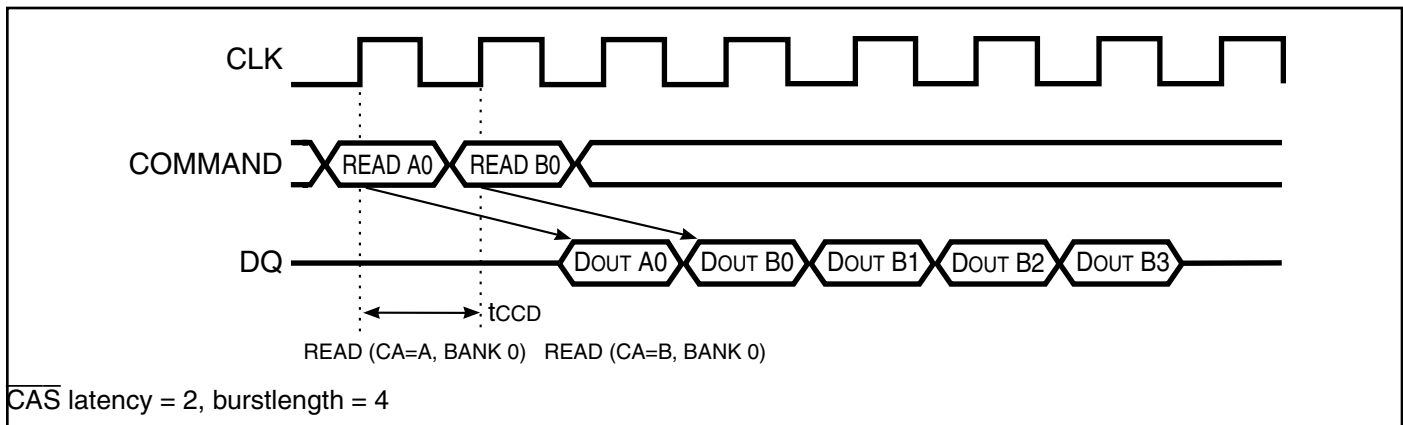 CLK
COMMAND READ A0 READ B0
DQ DOUT A0 DOUT B0 DOUT B1 DOUT B2 DOUT B3
tCCD
READ (CA=A, BANK 0) READ (CA=B, BANK 0)
C̅A̅S̅ latency = 2, burstlength = 4